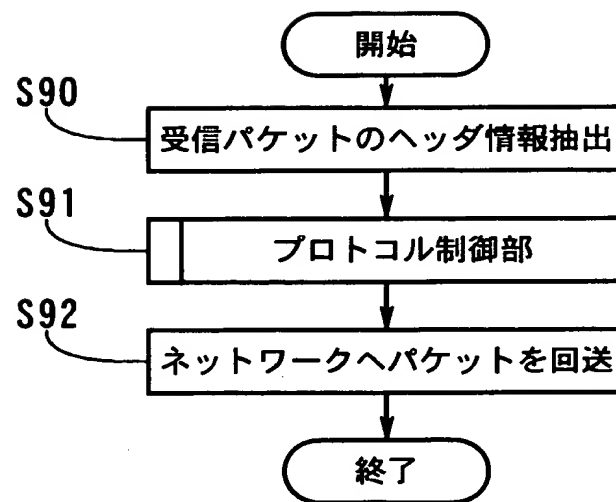 開始
S90
受信パケットのヘッダ情報抽出
S91
プロトコル制御部
S92
ネットワークへパケットを回送
終了